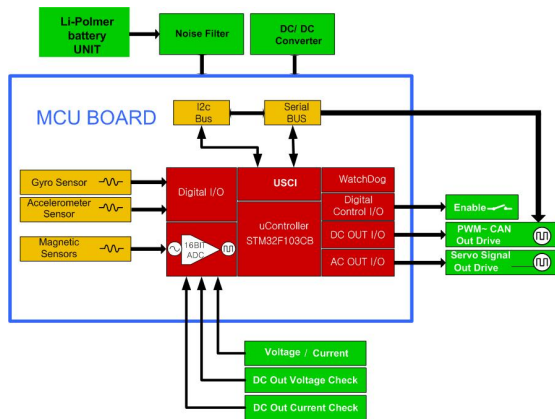 Li-Polmer
battery
UNIT
Noise Filter
DC/ DC
Converter
MCU BOARD
I2c
Bus
Serial
BUS
Gyro Sensor
Accelerometer
Sensor
Magnetic
Sensors
Digital I/O
16BIT
ADC
USCI
uController
STM32F103CB
WatchDog
Digital
Control I/O
DC OUT I/O
AC OUT I/O
Enable
PWM~ CAN
Out Drive
Servo Signal
Out Drive
Voltage / Current
DC Out Voltage Check
DC Out Current Check